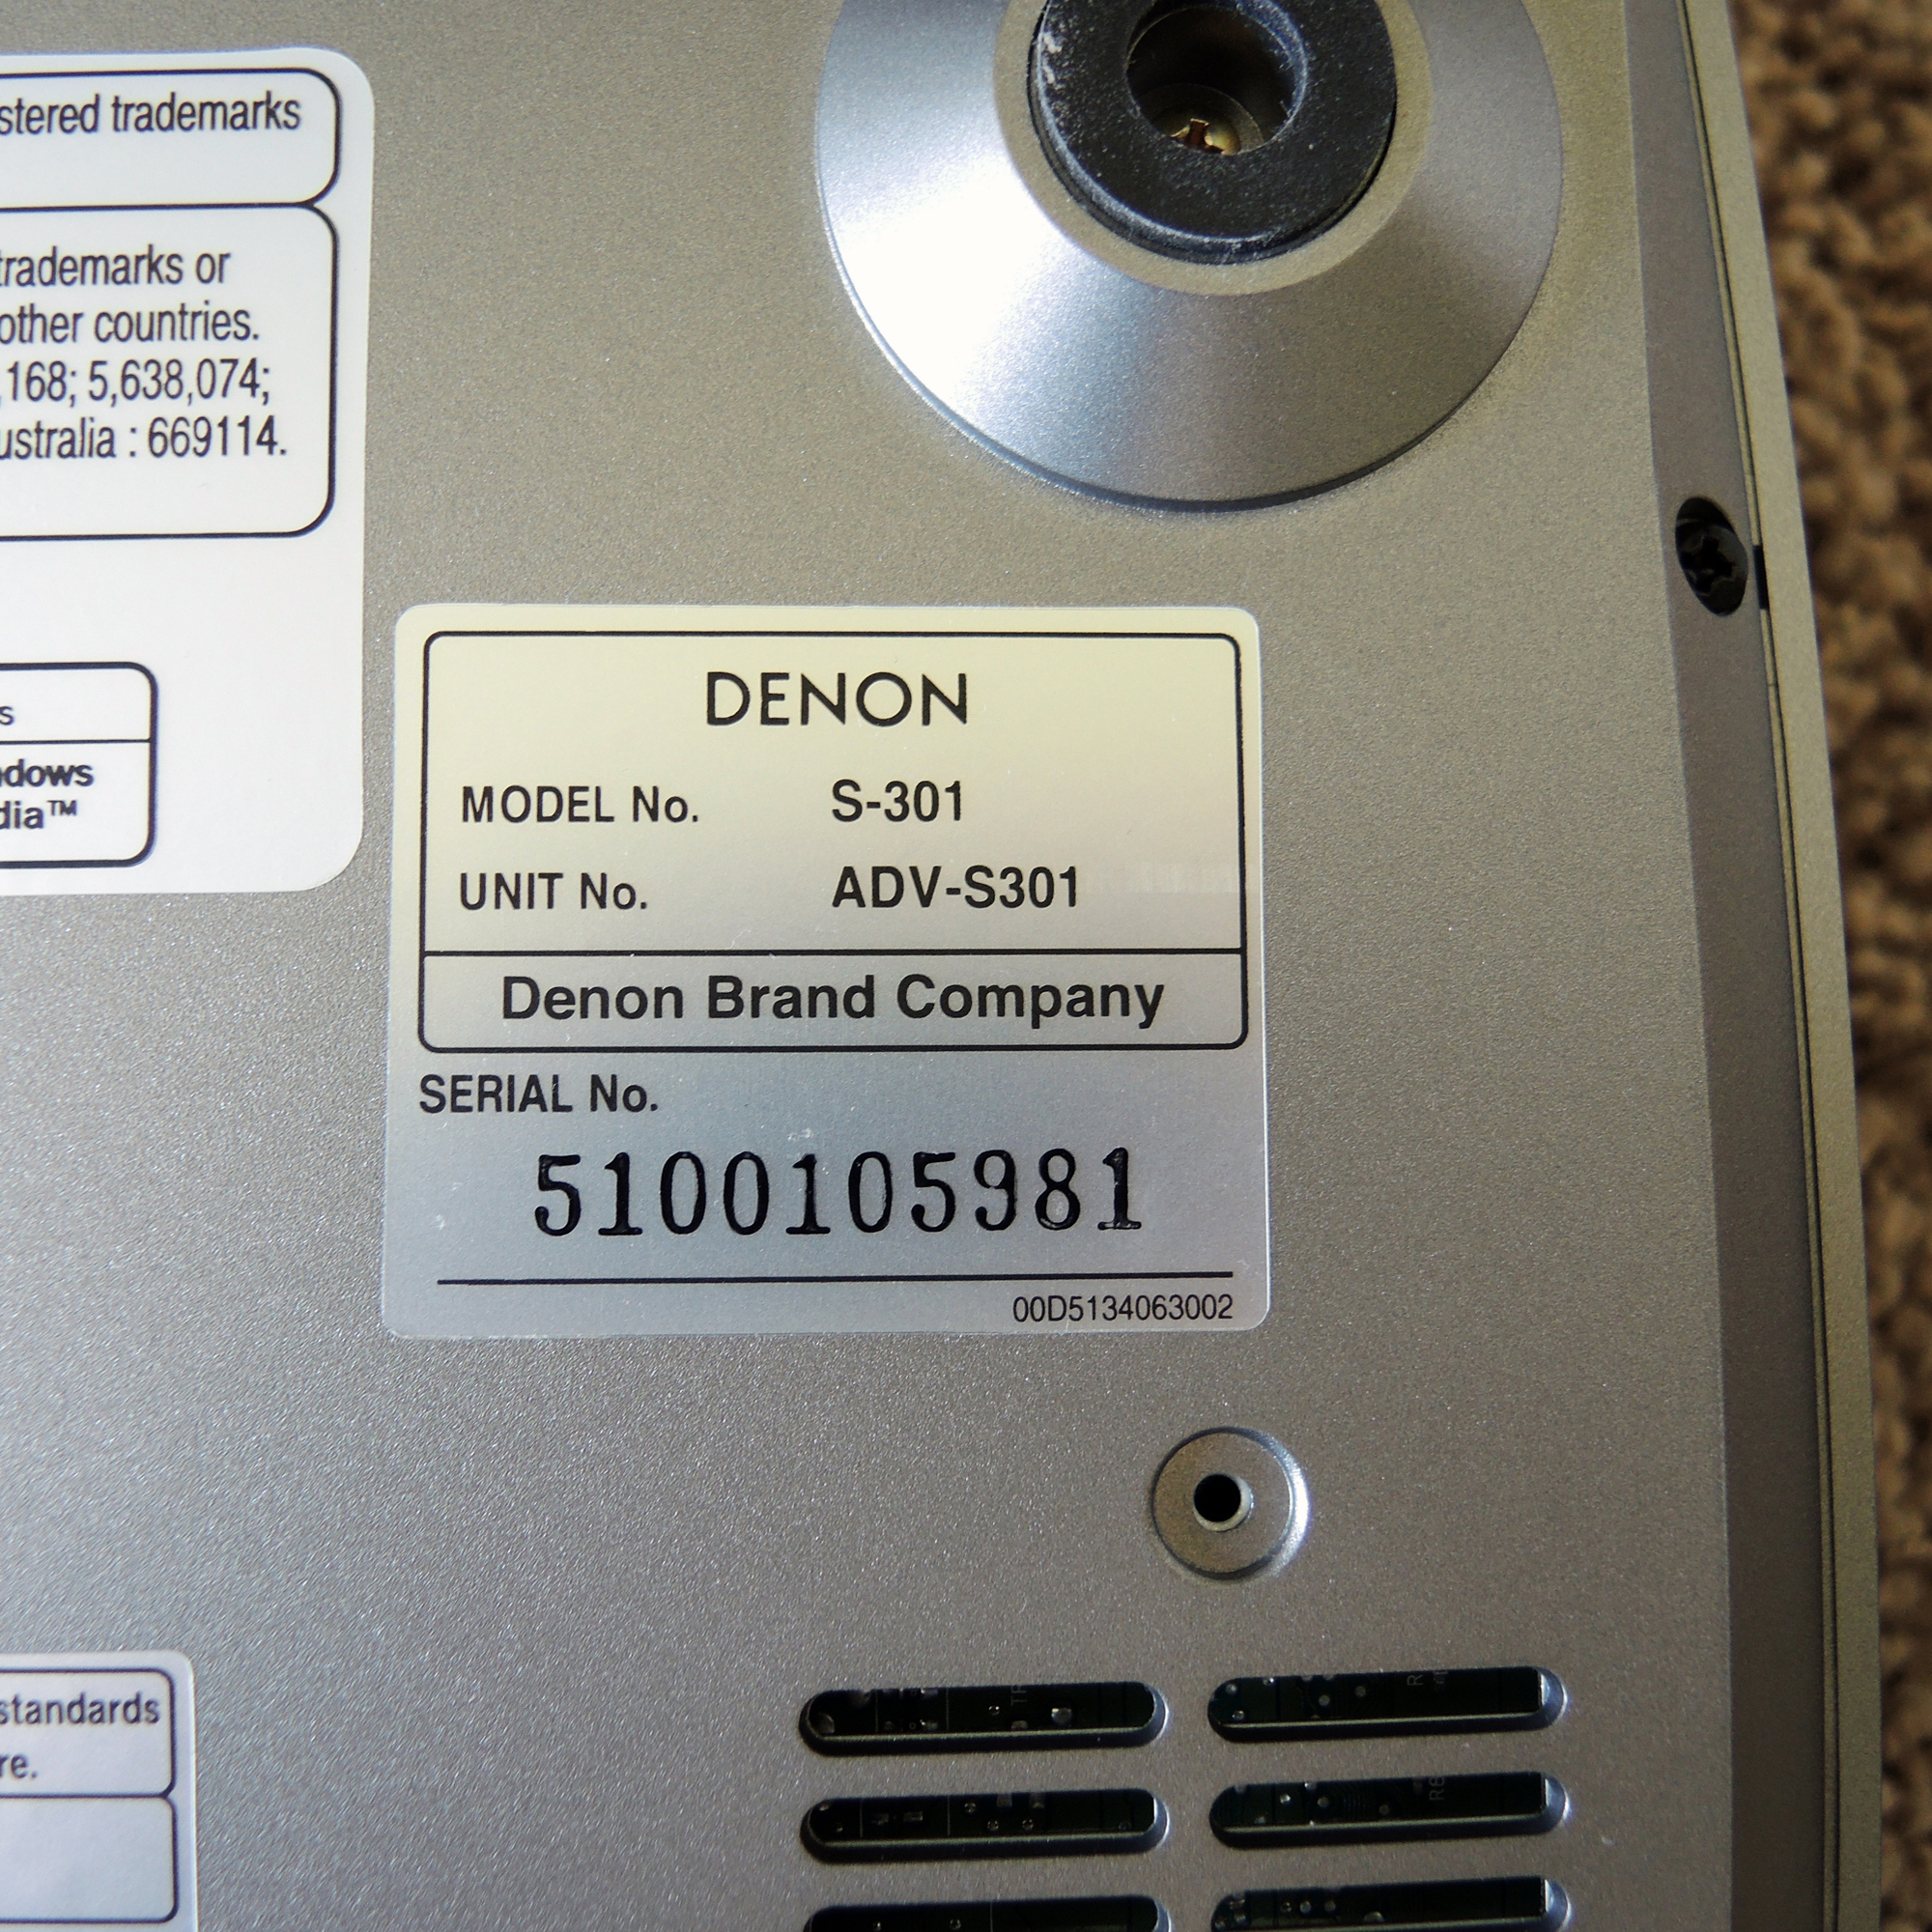 stered trademarks
trademarks or
other countries.
,168; 5,638,074;
ustralia : 669114.
s
ndows
dia™
DENON
MODEL No. S-301
UNIT No. ADV-S301
Denon Brand Company
SERIAL No.
5100105981
00D5134063002
standards
re.